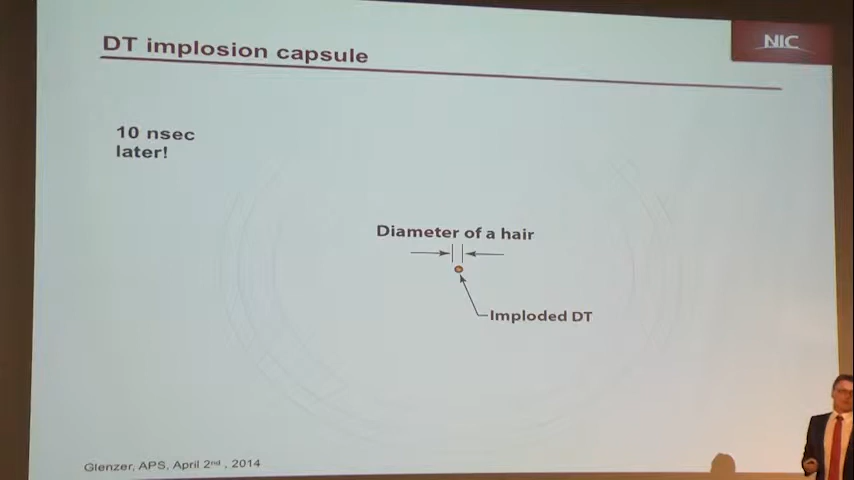 DT implosion capsule
NIC
10 nsec
later!
Diameter of a hair
Imploded DT
Glenzer, APS, April 2nd , 2014